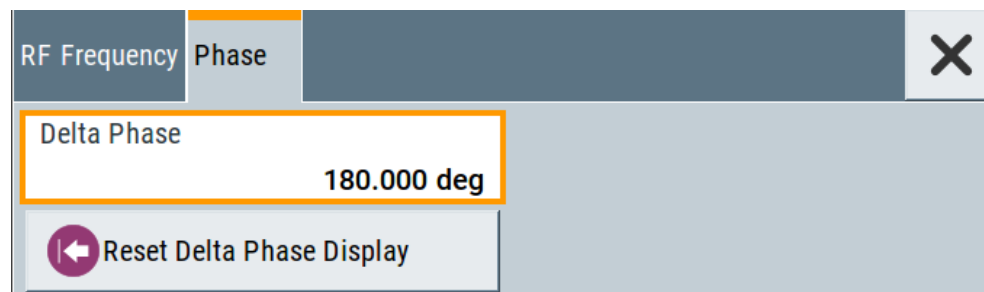 RF Frequency Phase
Delta Phase
180.000 deg
Reset Delta Phase Display